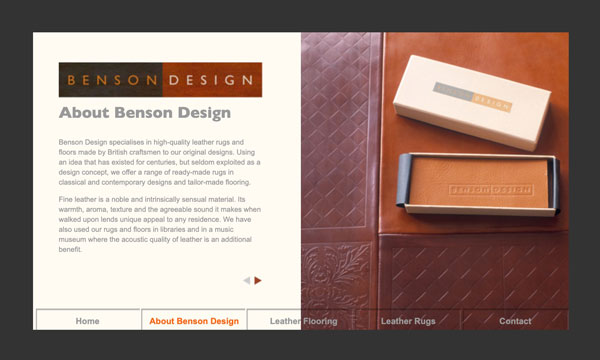 BENSON DESIGN
About Benson Design
Benson Design specialises in high-quality leather rugs and
floors made by British craftsmen to our original designs. Using
an idea that has existed for centuries, but seldom exploited as a
design concept, we offer a range of ready-made rugs in
classical and contemporary designs and tailor-made flooring.
Fine leather is a noble and intrinsically sensual material. Its
warmth, aroma, texture and the agreeable sound it makes when
walked upon lends unique appeal to any residence. We have
also used our rugs and floors in libraries and in a music
museum where the acoustic quality of leather is an additional
benefit.
BENSON DESIGN
BENSON DESIGN
Home
About Benson Design
Leather Flooring
Leather Rugs
Contact